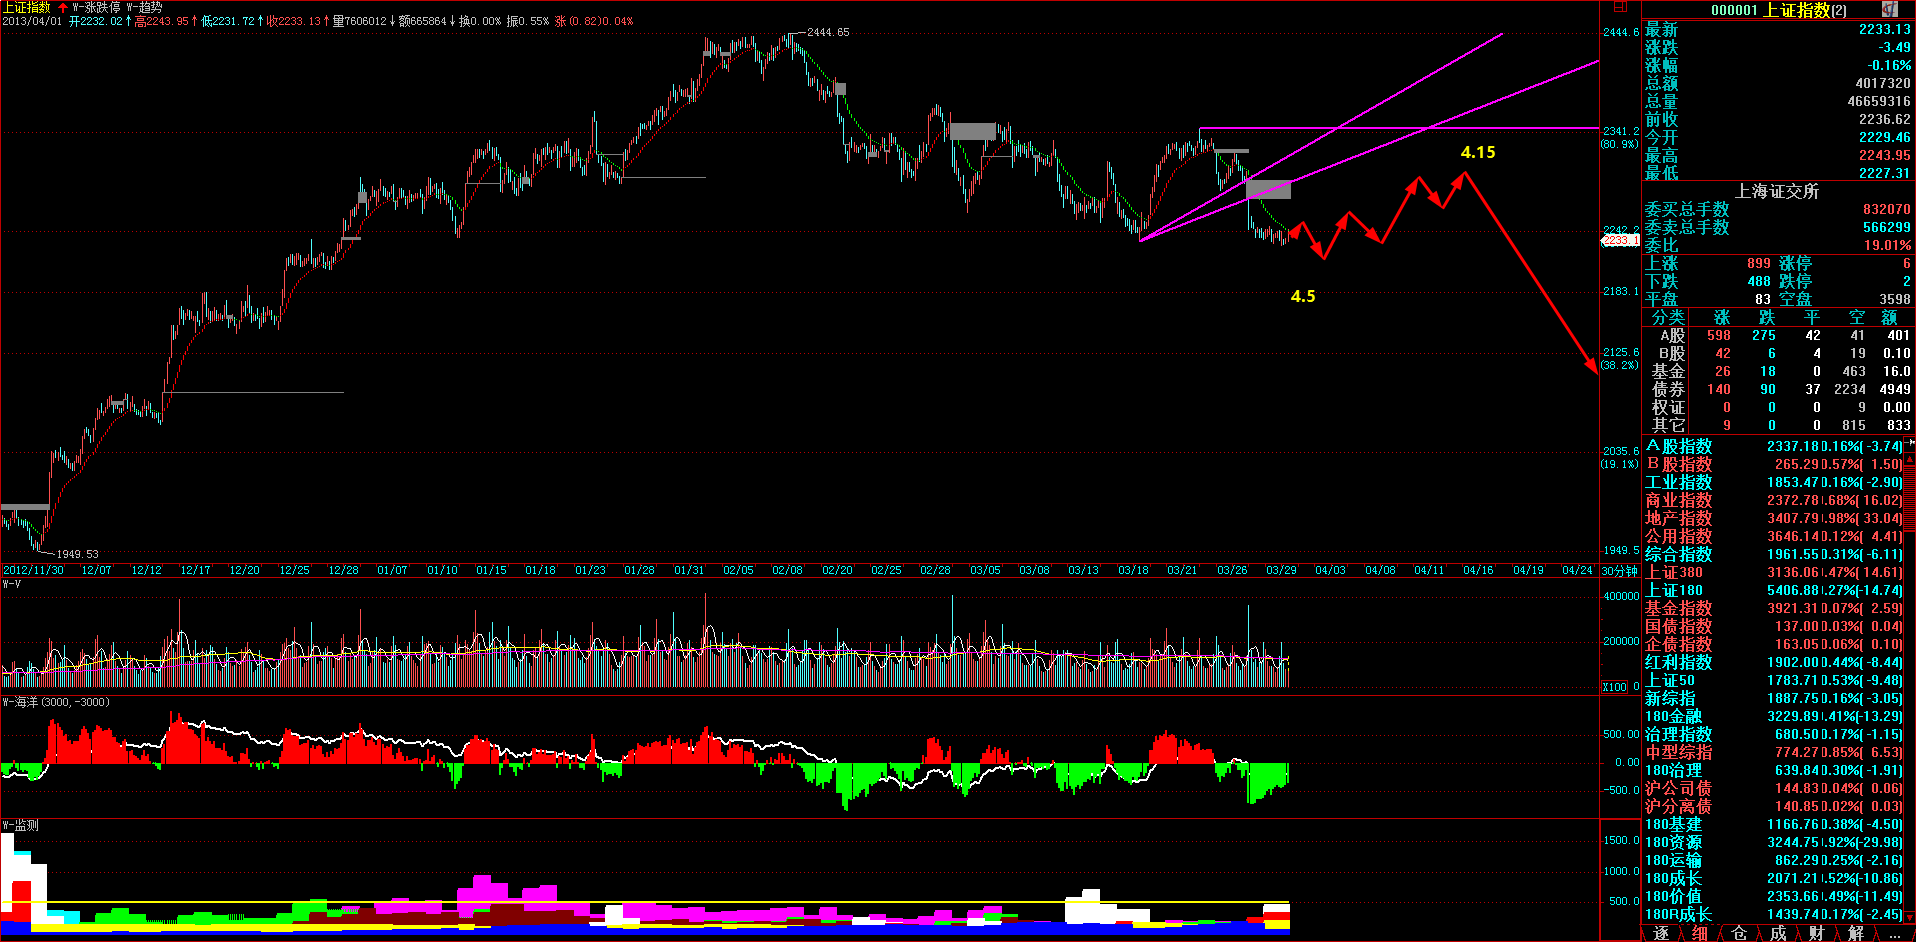 上证指数 W-涨跌停 W-趋势
2013/04/01 开2232.02↑高2243.95↑低2231.72↑收2233.13↑量7606012↓额665864↓换0.00% 振0.55% 涨(0.82)0.04%
2444.65
1949.53
4.15
4.5
2444.6
2341.2
(80.9%)
2242.2
2233.1
2183.1
2125.6
(38.2%)
2035.6
(19.1%)
1949.5
2012/11/30 12/07 12/12 12/17 12/20 12/25 12/28 01/07 01/10 01/15 01/18 01/23 01/28 01/31 02/05 02/08 02/20 02/25 02/28 03/05 03/08 03/13 03/18 03/21 03/26 03/29 04/03 04/08 04/11 04/16 04/19 04/24 30分钟
W-V
400000
200000
X100 0
W-海洋(3000,-3000)
500.00
0.00
-500.0
W-监测
1500.0
1000.0
500.0
000001 上证指数(2)
最新 2233.13
涨跌 -3.49
涨幅 -0.16%
总额 4017320
总量 46659316
前收 2236.62
今开 2229.46
最高 2243.95
最低 2227.31
上海证交所
委买总手数 832070
委卖总手数 566299
委比 19.01%
上涨 899 涨停 6
下跌 488 跌停 2
平盘 83 空盘 3598
分类 涨 跌 平 空 额
A股 598 275 42 41 401
B股 42 6 4 19 0.10
基金 26 18 0 463 16.0
债券 140 90 37 2234 4949
权证 0 0 0 9 0.00
其它 9 0 0 815 833
A股指数 2337.18 0.16%[ -3.74]
B股指数 265.29 0.57%[ 1.50]
工业指数 1853.47 0.16%[ -2.90]
商业指数 2372.78 .68%[ 16.02]
地产指数 3407.79 .98%[ 33.04]
公用指数 3646.14 0.12%[ 4.41]
综合指数 1961.55 0.31%[ -6.11]
上证380 3136.06 .47%[ 14.61]
上证180 5406.88 .27%[-14.74]
基金指数 3921.31 0.07%[ 2.59]
国债指数 137.00 0.03%[ 0.04]
企债指数 163.05 0.06%[ 0.10]
红利指数 1902.00 0.44%[ -8.44]
上证50 1783.71 0.53%[ -9.48]
新综指 1887.75 0.16%[ -3.05]
180金融 3229.89 .41%[-13.29]
治理指数 680.50 0.17%[ -1.15]
中型综指 774.27 0.85%[ 6.53]
180治理 639.84 0.30%[ -1.91]
沪公司债 144.83 0.04%[ 0.06]
沪分离债 140.85 0.02%[ 0.03]
180基建 1166.76 0.38%[ -4.50]
180资源 3244.75 .92%[-29.98]
180运输 862.29 0.25%[ -2.16]
180成长 2071.21 .52%[-10.86]
180价值 2353.66 .49%[-11.49]
180R成长 1439.74 0.17%[ -2.45]
逐 细 仓 成 财 解 ...